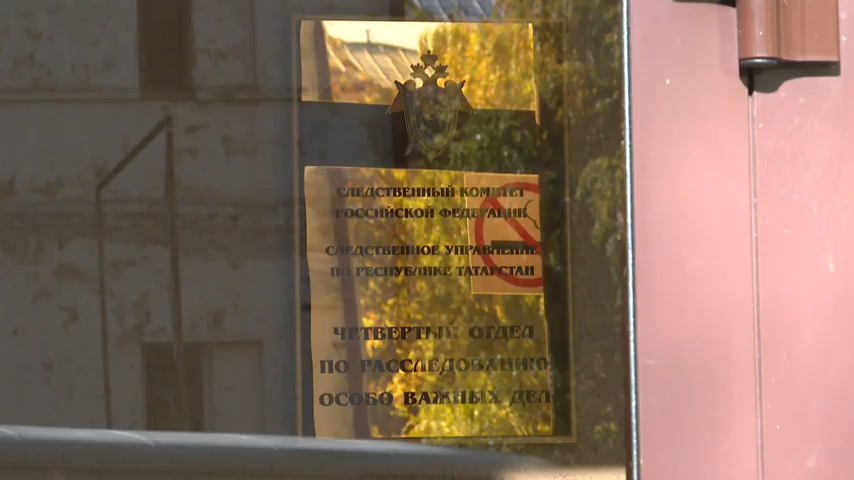 СЛЕДСТВЕННЫЙ КОМИТЕТ
РОССИЙСКОЙ ФЕДЕРАЦИИ
СЛЕДСТВЕННОЕ УПРАВЛЕНИЕ
ПО РЕСПУБЛИКЕ ТАТАРСТАН
ЧЕТВЕРТЫЙ ОТДЕЛ
ПО РАССЛЕДОВАНИЮ
ОСОБО ВАЖНЫХ ДЕЛ